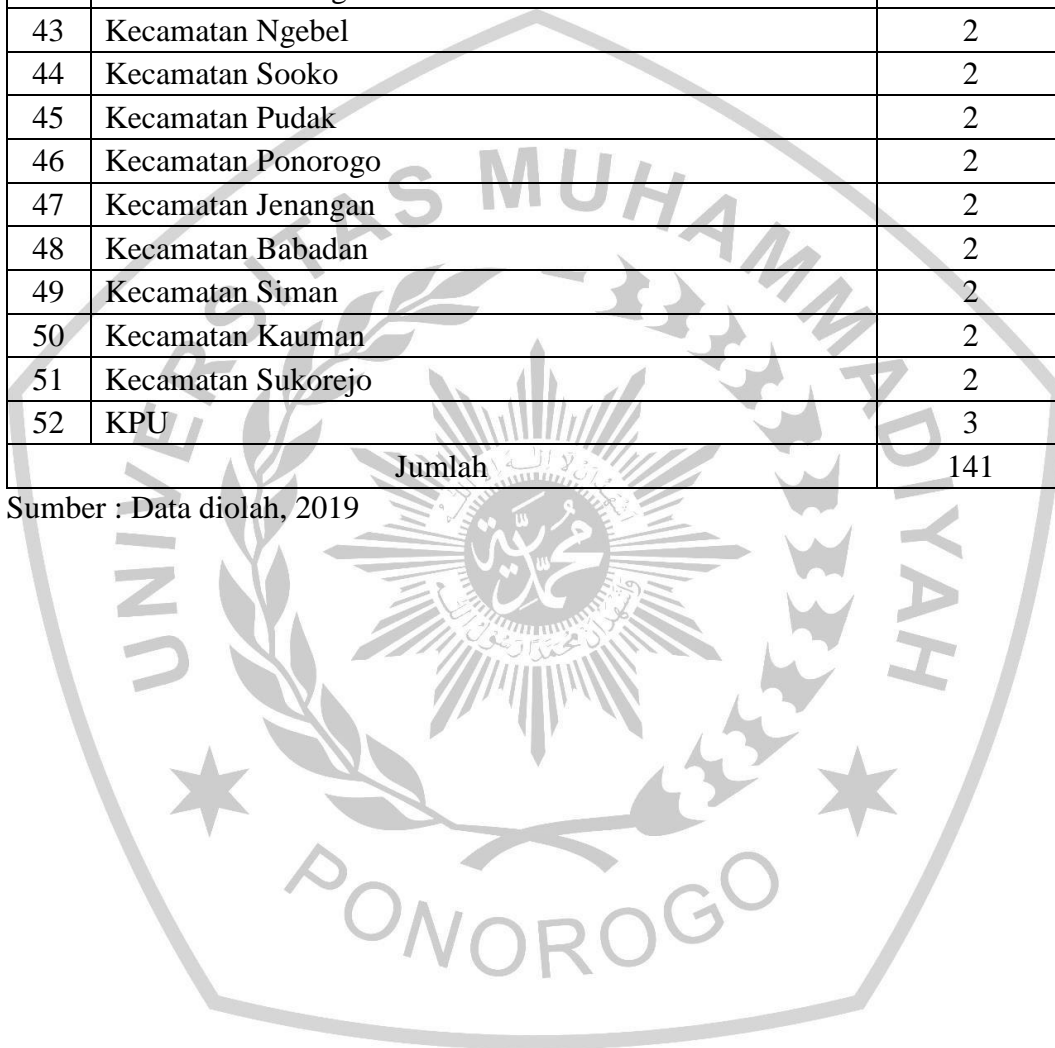 43 Kecamatan Ngebel 2
44 Kecamatan Sooko 2
45 Kecamatan Pudak 2
46 Kecamatan Ponorogo 2
47 Kecamatan Jenangan 2
48 Kecamatan Babadan 2
49 Kecamatan Siman 2
50 Kecamatan Kauman 2
51 Kecamatan Sukorejo 2
52 KPU 3
Jumlah 141
Sumber : Data diolah, 2019
UNIVERSITAS MUHAMMADIYAH
PONOROGO